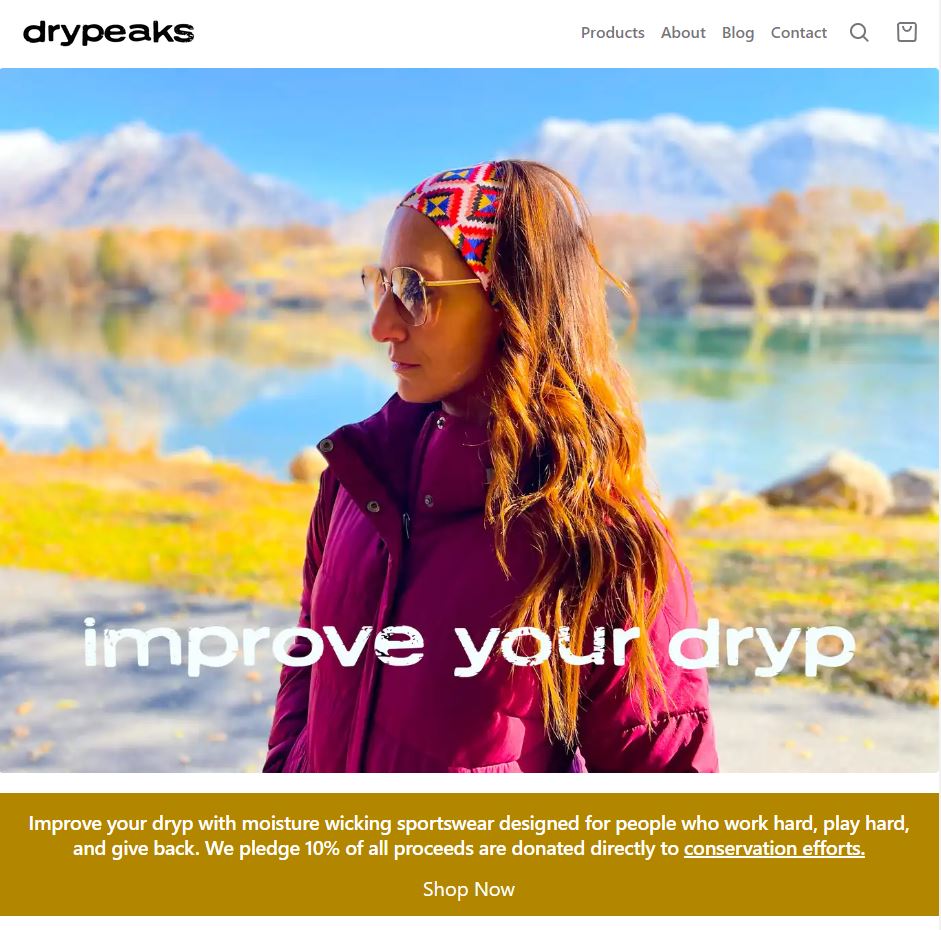 drypeaks
Products About Blog Contact
improve your dryp
Improve your dryp with moisture wicking sportswear designed for people who work hard, play hard,
and give back. We pledge 10% of all proceeds are donated directly to conservation efforts.
Shop Now